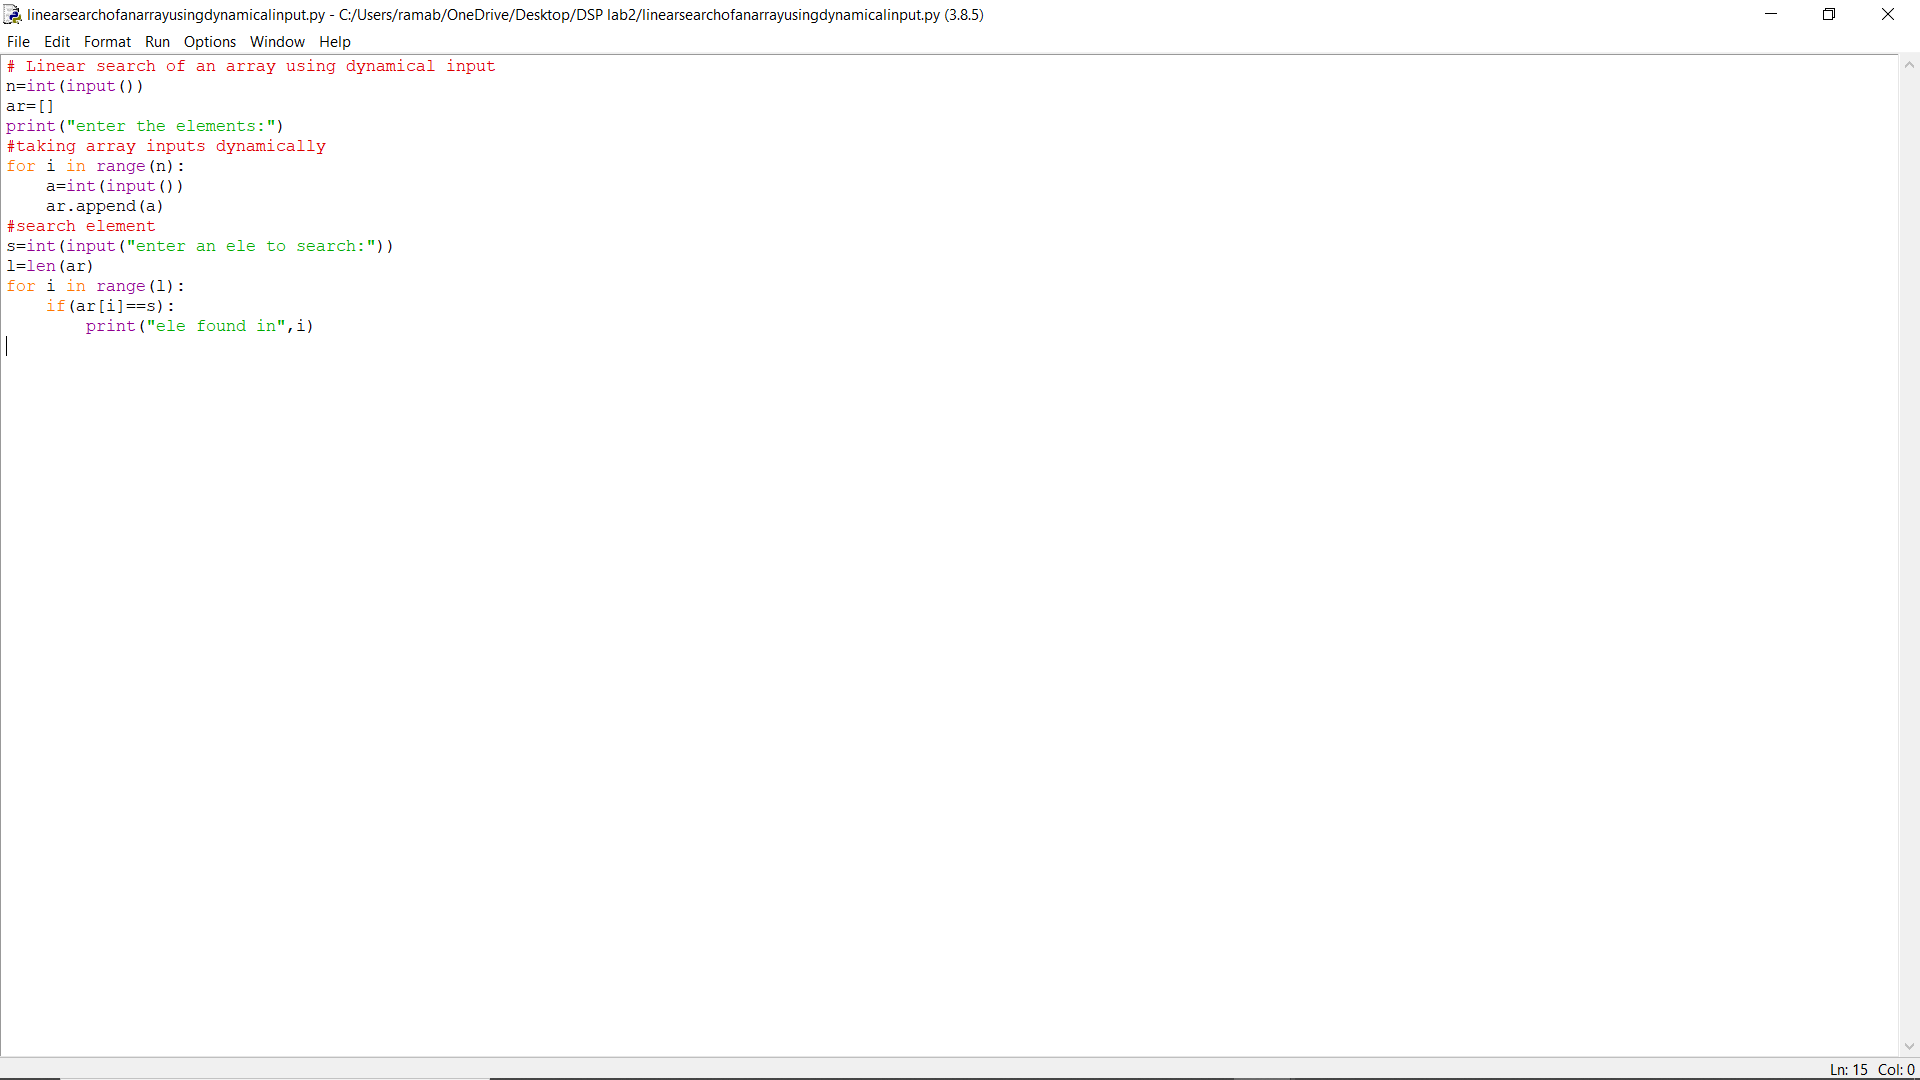 linearsearchofanarrayusingdynamicalinput.py - C:/Users/ramab/OneDrive/Desktop/DSP lab2/linearsearchofanarrayusingdynamicalinput.py (3.8.5)
File Edit Format Run Options Window Help
# Linear search of an array using dynamical input
n=int(input())
ar=[]
print("enter the elements:")
#taking array inputs dynamically
for i in range(n):
    a=int(input())
    ar.append(a)
#search element
s=int(input("enter an ele to search:"))
l=len(ar)
for i in range(l):
    if(ar[i]==s):
        print("ele found in",i)
Ln: 15 Col: 0